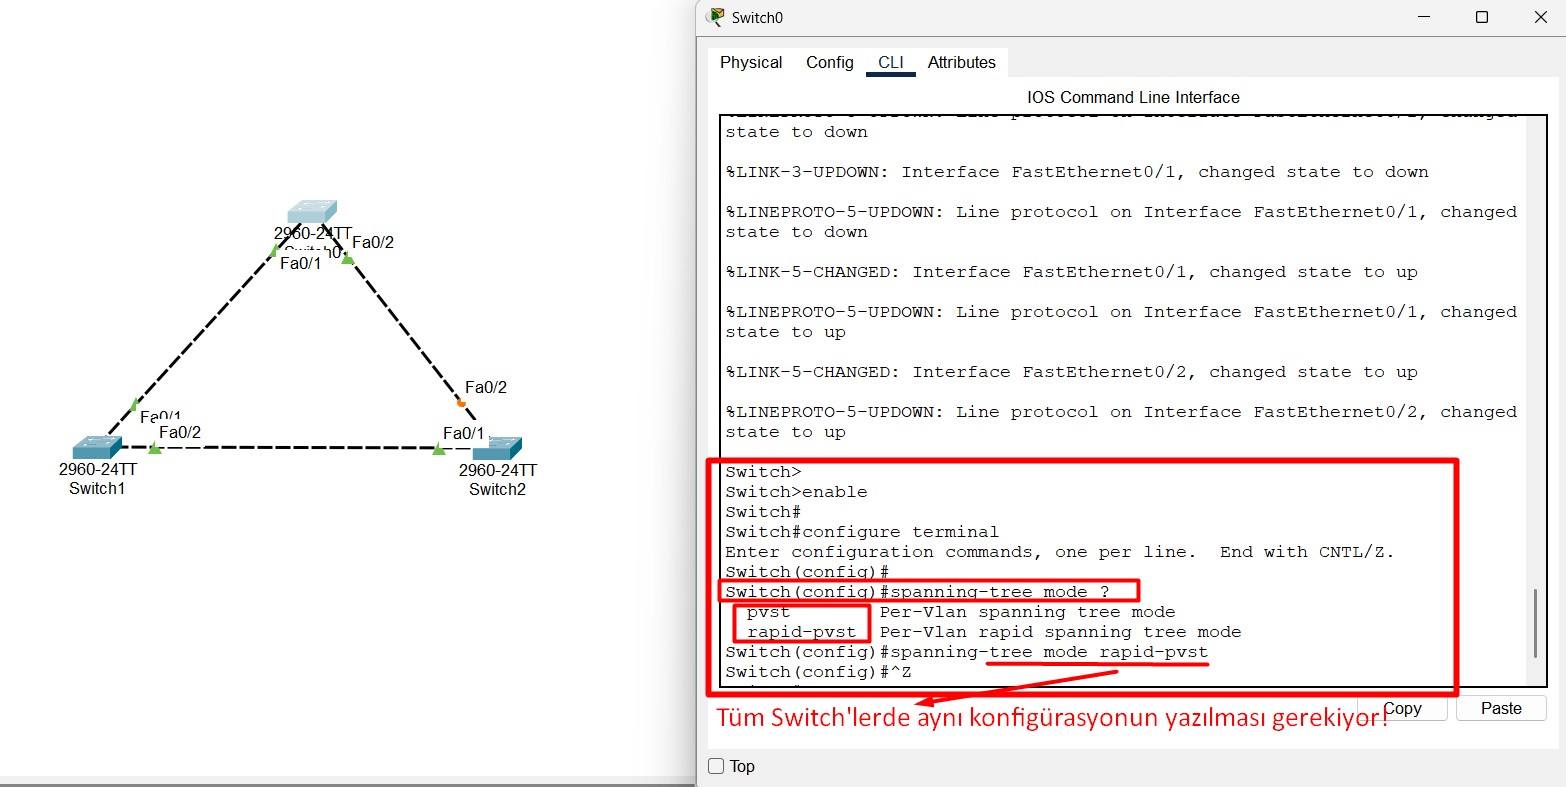 Switch0
Physical
Config
CLI
Attributes
IOS Command Line Interface
state to down
%LINK-3-UPDOWN: Interface FastEthernet0/1, changed state to down
%LINEPROTO-5-UPDOWN: Line protocol on Interface FastEthernet0/1, changed
state to down
%LINK-5-CHANGED: Interface FastEthernet0/1, changed state to up
%LINEPROTO-5-UPDOWN: Line protocol on Interface FastEthernet0/1, changed
state to up
%LINK-5-CHANGED: Interface FastEthernet0/2, changed state to up
%LINEPROTO-5-UPDOWN: Line protocol on Interface FastEthernet0/2, changed
state to up
Switch>
Switch>enable
Switch#
Switch#configure terminal
Enter configuration commands, one per line.  End with CNTL/Z.
Switch(config)#
Switch(config)#spanning-tree mode ?
pvst        Per-Vlan spanning tree mode
rapid-pvst  Per-Vlan rapid spanning tree mode
Switch(config)#spanning-tree mode rapid-pvst
Switch(config)#^Z
Tüm Switch'lerde aynı konfigürasyonun yazılması gerekiyor!
Copy
Paste
Top
2960-24TT
Switch0
Fa0/1
Fa0/2
Fa0/2
Fa0/1
Fa0/1
Fa0/2
2960-24TT
Switch1
2960-24TT
Switch2